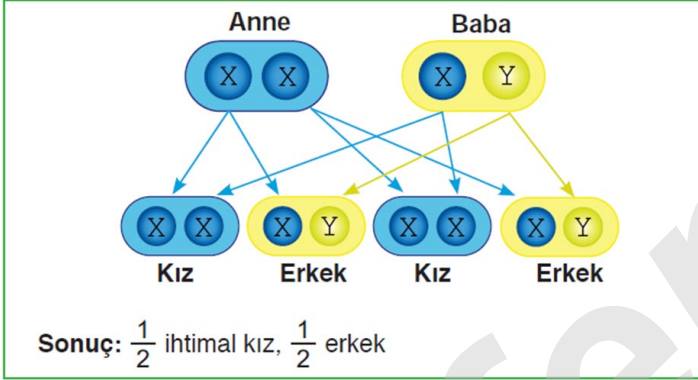 Anne Baba
X X X Y
X X X Y X X X Y
Kız Erkek Kız Erkek
Sonuç: 1/2 ihtimal kız, 1/2 erkek